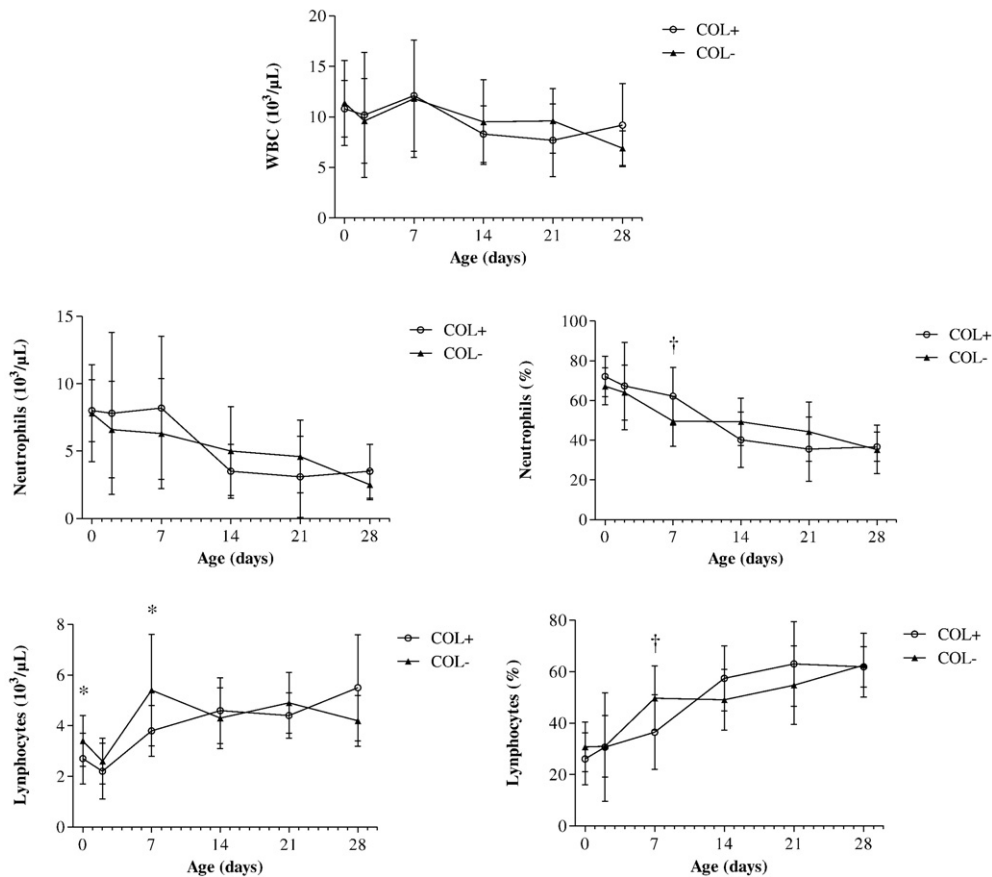 WBC (10³/µL)
20
15
10
5
0
0 7 14 21 28
Age (days)
COL+
COL-
Neutrophils (10³/µL)
15
10
5
0
0 7 14 21 28
Age (days)
COL+
COL-
Neutrophils (%)
100
80
60
40
20
0
†
0 7 14 21 28
Age (days)
COL+
COL-
Lynphocytes (10³/µL)
8
6
4
2
0
*
*
0 7 14 21 28
Age (days)
COL+
COL-
Lynphocytes (%)
80
60
40
20
0
†
0 7 14 21 28
Age (days)
COL+
COL-